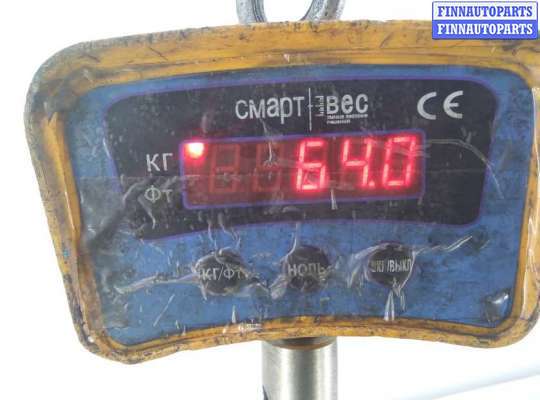 FINNAUTOPARTS
FINNAUTOPARTS
смарт вес CE
КГ 64.0
ФТ
КГ/ФТ НОЛЬ ВКЛ/ВЫКЛ